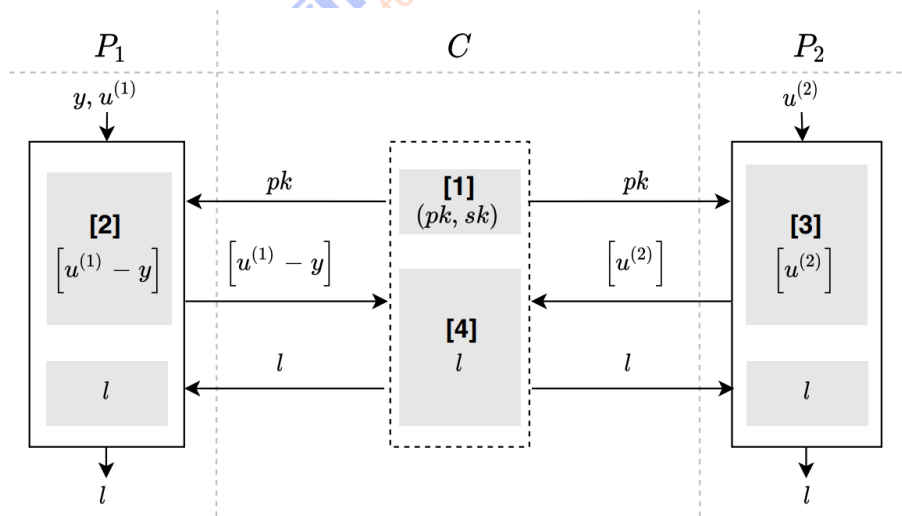 P₁ C P₂
y, u⁽¹⁾ u⁽²⁾
pk [1] pk
(pk, sk)
[2] [3]
[u⁽¹⁾ − y] [u⁽¹⁾ − y] [u⁽²⁾] [u⁽²⁾]
[4]
l l l
l l
l l